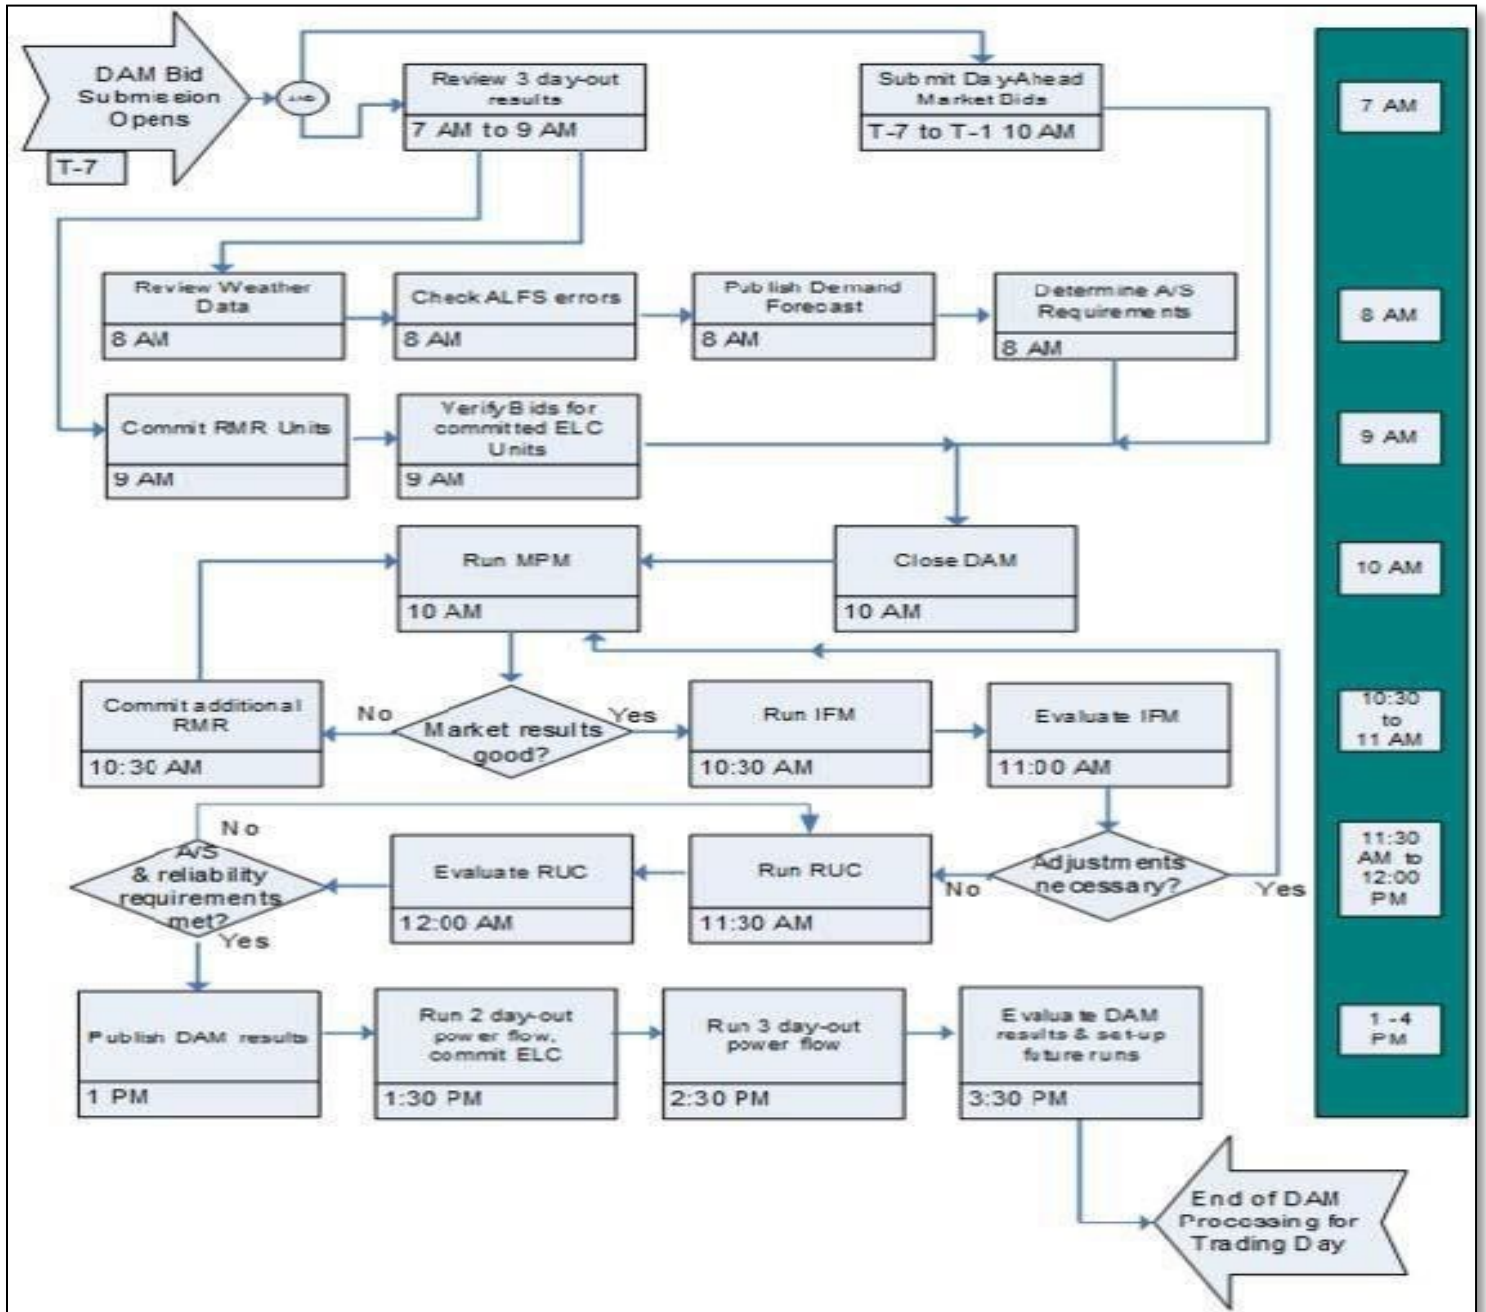 DAM Bid
Submission
Opens
T-7
AND
Review 3 day-out
results
7 AM to 9 AM
Submit Day-Ahead
Market Bids
T-7 to T-1 10 AM
7 AM
Review Weather
Data
8 AM
Check ALFS errors
8 AM
Publish Demand
Forecast
8 AM
Determine A/S
Requirements
8 AM
8 AM
Commit RMR Units
9 AM
Verify Bids for
committed ELC
Units
9 AM
9 AM
Run MPM
10 AM
Close DAM
10 AM
10 AM
Commit additional
RMR
10:30 AM
No
Market results
good?
Yes
Run IFM
10:30 AM
Evaluate IFM
11:00 AM
10:30
to
11 AM
No
A/S
& reliability
requirements
met?
Yes
Evaluate RUC
12:00 AM
Run RUC
11:30 AM
No
Adjustments
necessary?
Yes
11:30
AM to
12:00
PM
Publish DAM results
1 PM
Run 2 day-out
power flow,
commit ELC
1:30 PM
Run 3 day-out
power flow
2:30 PM
Evaluate DAM
results & set-up
future runs
3:30 PM
1 -4
PM
End of DAM
Processing for
Trading Day